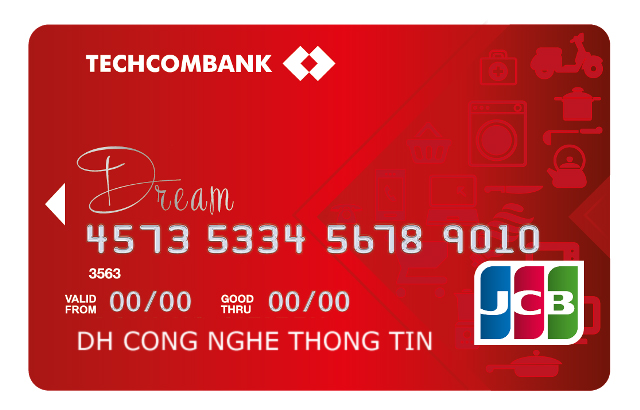 TECHCOMBANK
Dream
4573 5334 5678 9010
3563
VALID FROM 00/00 GOOD THRU 00/00
JCB
DH CONG NGHE THONG TIN